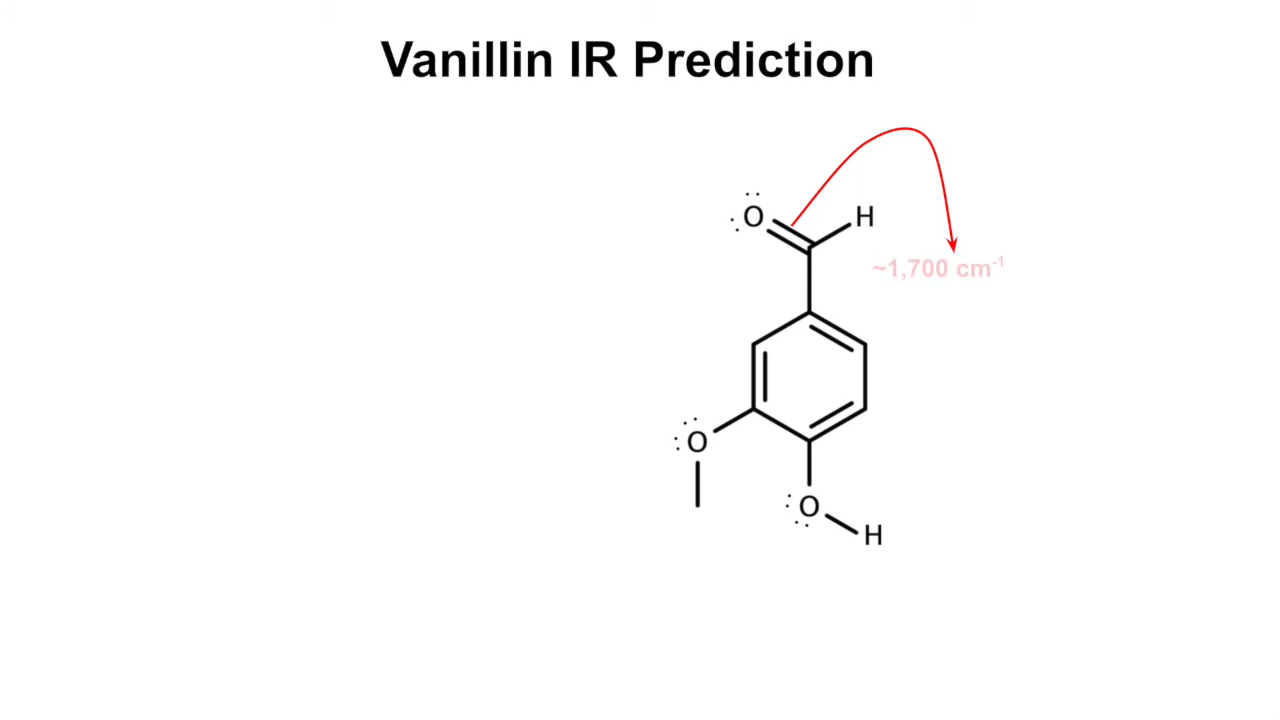 Vanillin IR Prediction
O H
~1,700 cm⁻¹
O
O
H